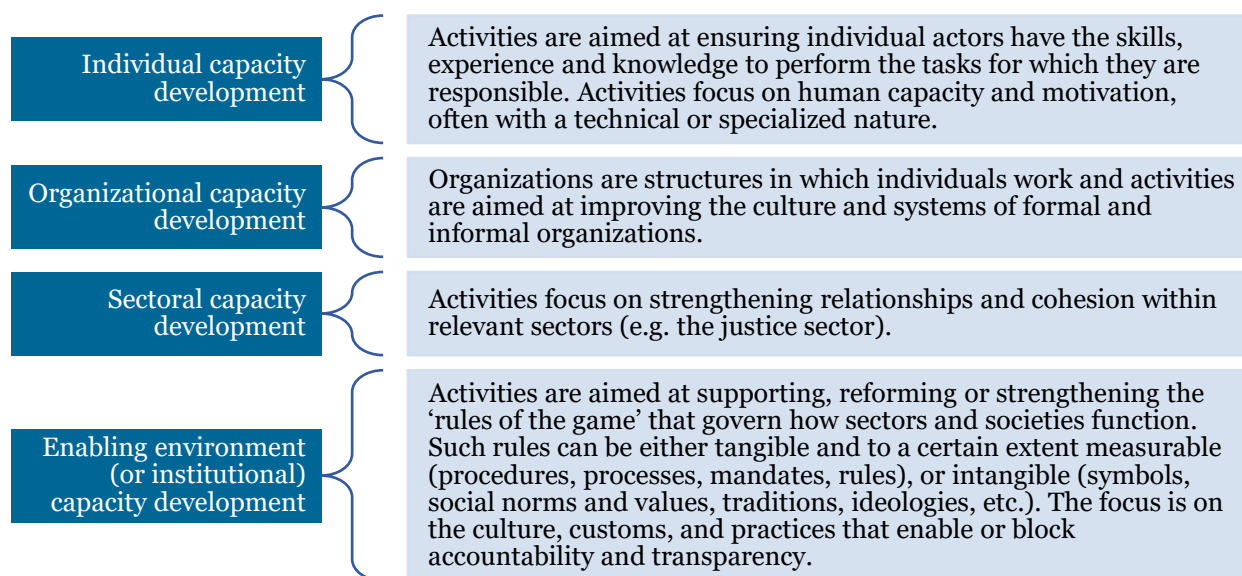 Individual capacity
development
Activities are aimed at ensuring individual actors have the skills,
experience and knowledge to perform the tasks for which they are
responsible. Activities focus on human capacity and motivation,
often with a technical or specialized nature.
Organizational capacity
development
Organizations are structures in which individuals work and activities
are aimed at improving the culture and systems of formal and
informal organizations.
Sectoral capacity
development
Activities focus on strengthening relationships and cohesion within
relevant sectors (e.g. the justice sector).
Enabling environment
(or institutional)
capacity development
Activities are aimed at supporting, reforming or strengthening the
‘rules of the game’ that govern how sectors and societies function.
Such rules can be either tangible and to a certain extent measurable
(procedures, processes, mandates, rules), or intangible (symbols,
social norms and values, traditions, ideologies, etc.). The focus is on
the culture, customs, and practices that enable or block
accountability and transparency.